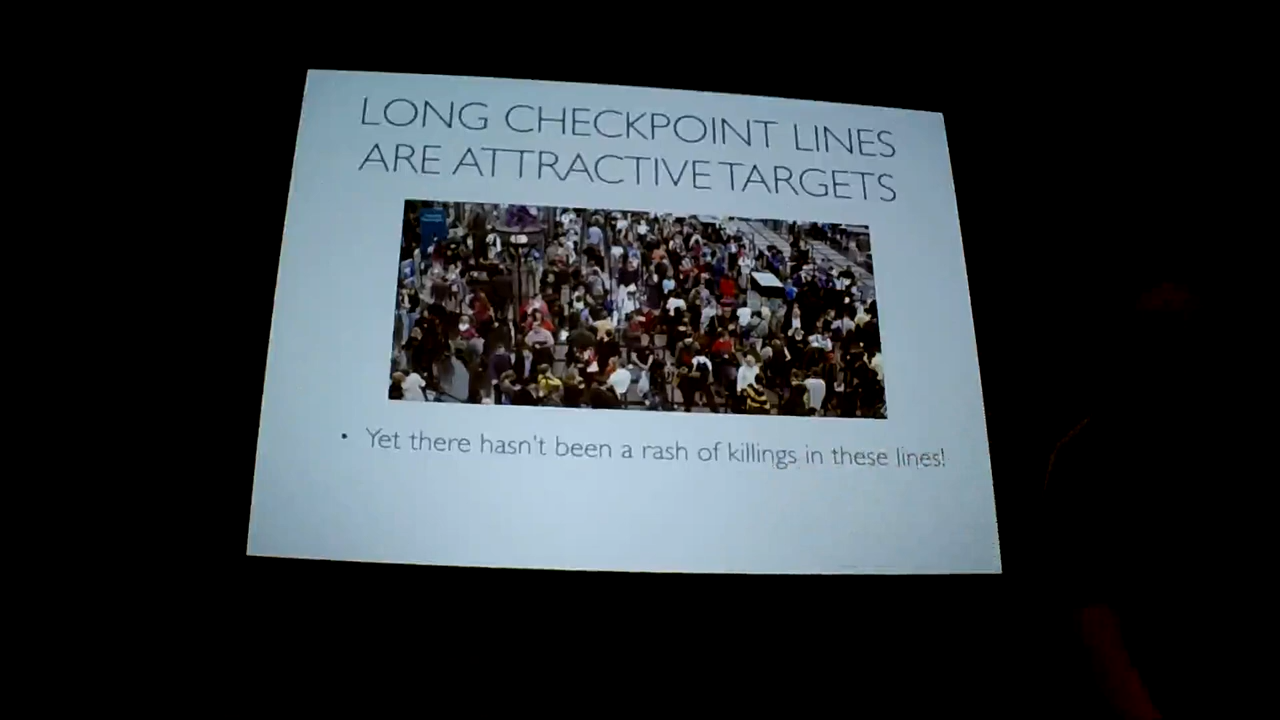 LONG CHECKPOINT LINES
ARE ATTRACTIVE TARGETS
• Yet there hasn't been a rash of killings in these lines!